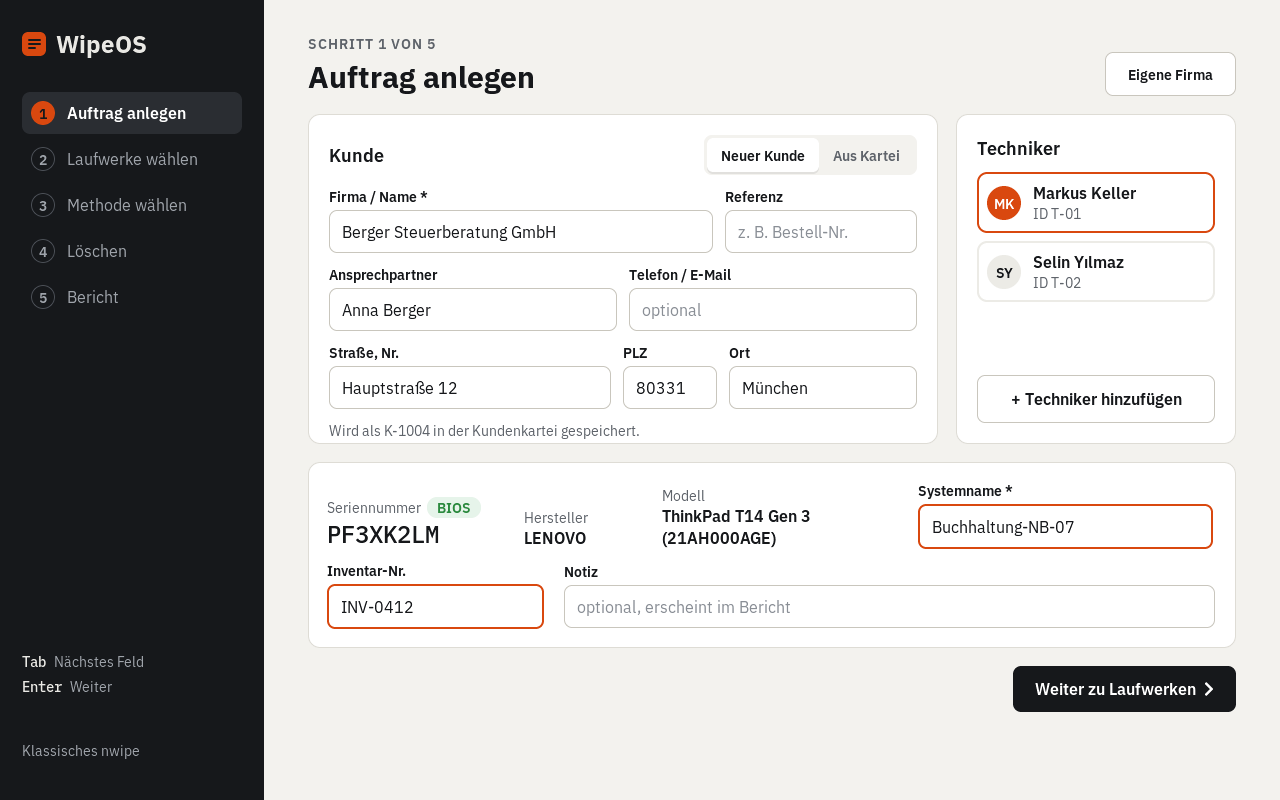 WipeOS
1 Auftrag anlegen
2 Laufwerke wählen
3 Methode wählen
4 Löschen
5 Bericht
Tab Nächstes Feld
Enter Weiter
Klassisches nwipe
SCHRITT 1 VON 5
Auftrag anlegen
Eigene Firma
Kunde
Neuer Kunde
Aus Kartei
Firma / Name *
Referenz
Berger Steuerberatung GmbH
z. B. Bestell-Nr.
Ansprechpartner
Telefon / E-Mail
Anna Berger
optional
Straße, Nr.
PLZ
Ort
Hauptstraße 12
80331
München
Wird als K-1004 in der Kundenkartei gespeichert.
Techniker
MK
Markus Keller
ID T-01
SY
Selin Yılmaz
ID T-02
+ Techniker hinzufügen
Seriennummer BIOS
PF3XK2LM
Hersteller
LENOVO
Modell
ThinkPad T14 Gen 3
(21AH000AGE)
Systemname *
Buchhaltung-NB-07
Inventar-Nr.
INV-0412
Notiz
optional, erscheint im Bericht
Weiter zu Laufwerken